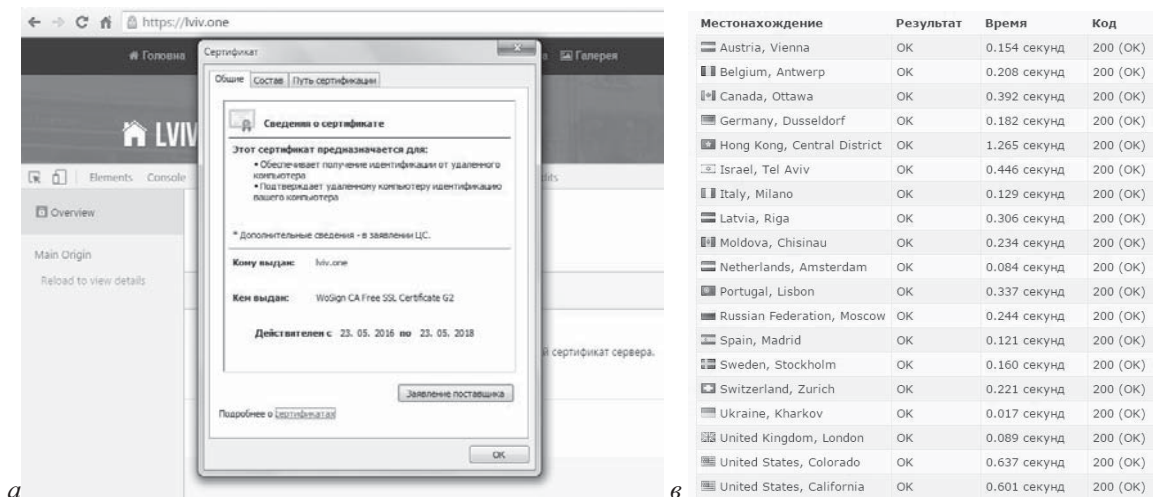 https://lviv.one
Головна
Галерея
LVIV
Elements Console
Overview
Main Origin
Reload to view details
й сертификат сервера.
Сертификат
Общие Состав Путь сертификации
Сведения о сертификате
Этот сертификат предназначается для:
• Обеспечивает получение идентификации от удаленного
компьютера
• Подтверждает удаленному компьютеру идентификацию
вашего компьютера
* Дополнительные сведения - в заявлении ЦС.
Кому выдан: lviv.one
Кем выдан: WoSign CA Free SSL Certificate G2
Действителен с 23. 05. 2016 по 23. 05. 2018
Заявление поставщика
Подробнее о сертификатах
OK
а
Местонахождение Результат Время Код
Austria, Vienna OK 0.154 секунд 200 (OK)
Belgium, Antwerp OK 0.208 секунд 200 (OK)
Canada, Ottawa OK 0.392 секунд 200 (OK)
Germany, Dusseldorf OK 0.182 секунд 200 (OK)
Hong Kong, Central District OK 1.265 секунд 200 (OK)
Israel, Tel Aviv OK 0.446 секунд 200 (OK)
Italy, Milano OK 0.129 секунд 200 (OK)
Latvia, Riga OK 0.306 секунд 200 (OK)
Moldova, Chisinau OK 0.234 секунд 200 (OK)
Netherlands, Amsterdam OK 0.084 секунд 200 (OK)
Portugal, Lisbon OK 0.337 секунд 200 (OK)
Russian Federation, Moscow OK 0.244 секунд 200 (OK)
Spain, Madrid OK 0.121 секунд 200 (OK)
Sweden, Stockholm OK 0.160 секунд 200 (OK)
Switzerland, Zurich OK 0.221 секунд 200 (OK)
Ukraine, Kharkov OK 0.017 секунд 200 (OK)
United Kingdom, London OK 0.089 секунд 200 (OK)
United States, Colorado OK 0.637 секунд 200 (OK)
United States, California OK 0.601 секунд 200 (OK)
в